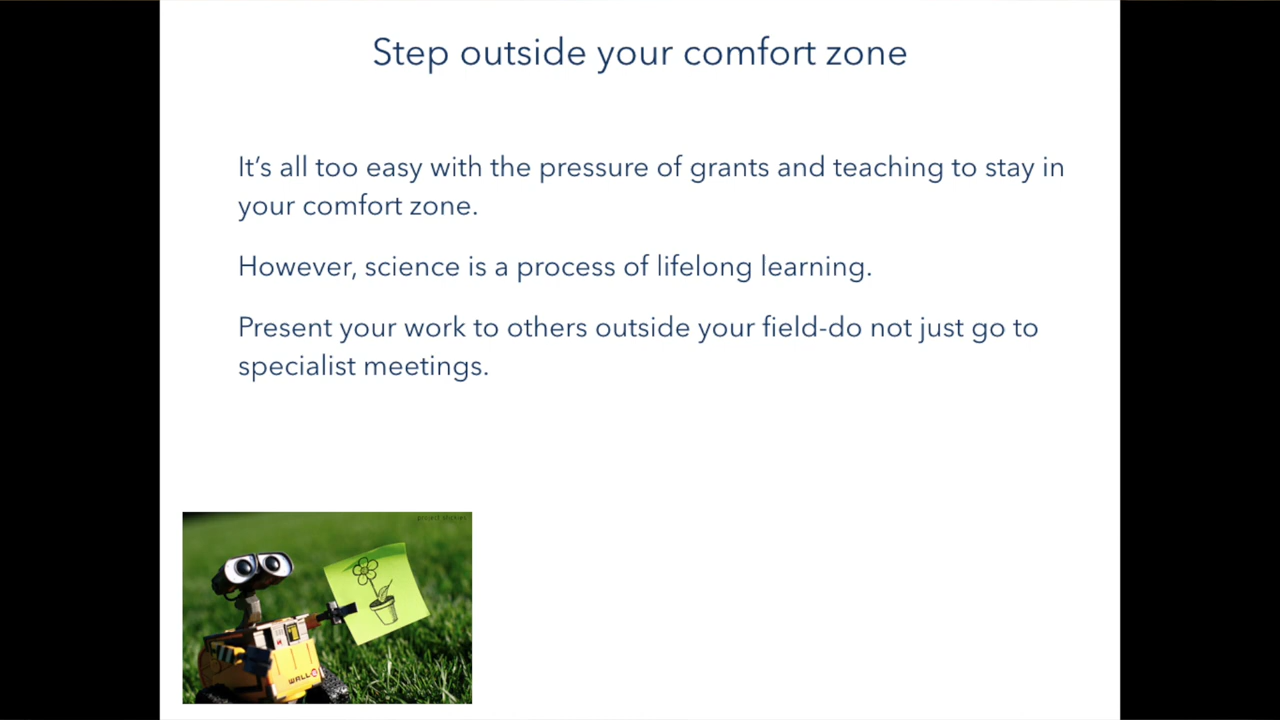 Step outside your comfort zone
It’s all too easy with the pressure of grants and teaching to stay in
your comfort zone.
However, science is a process of lifelong learning.
Present your work to others outside your field-do not just go to
specialist meetings.
WALL•E